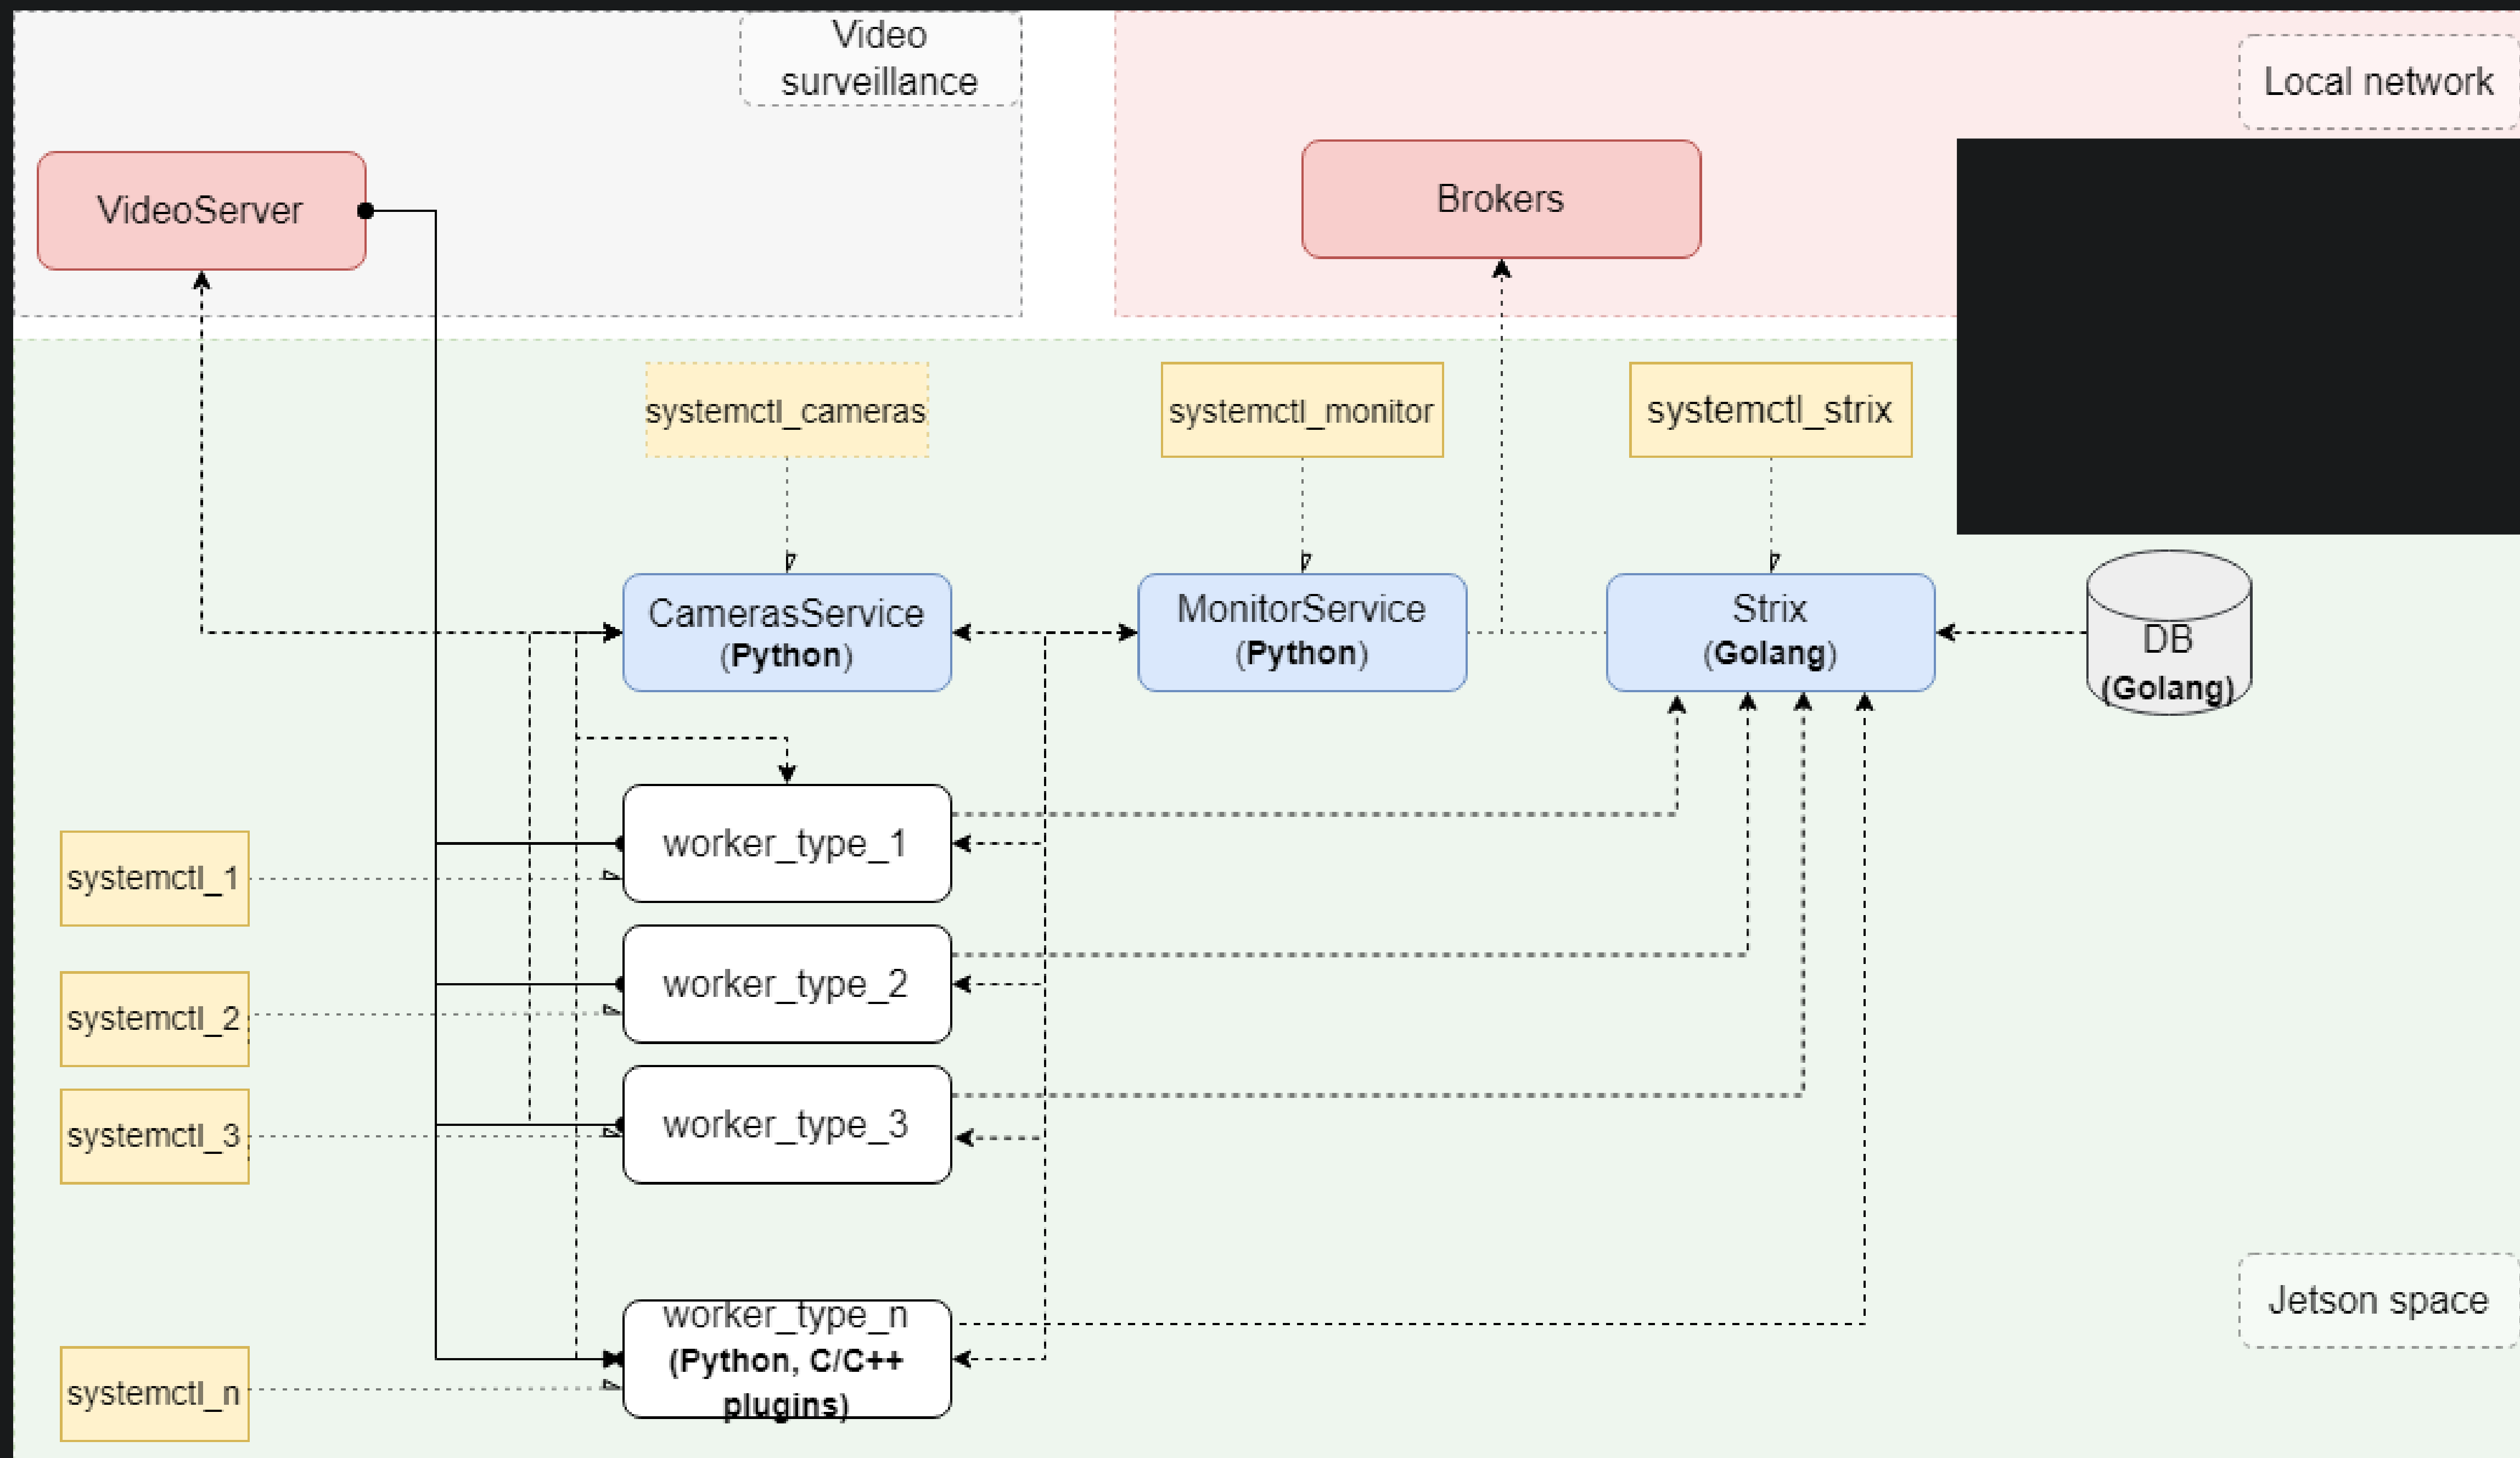 Video
surveillance
Local network
VideoServer
Brokers
systemctl_cameras
systemctl_monitor
systemctl_strix
CamerasService
(Python)
MonitorService
(Python)
Strix
(Golang)
DB
(Golang)
worker_type_1
systemctl_1
worker_type_2
systemctl_2
worker_type_3
systemctl_3
worker_type_n
(Python, C/C++
plugins)
systemctl_n
Jetson space